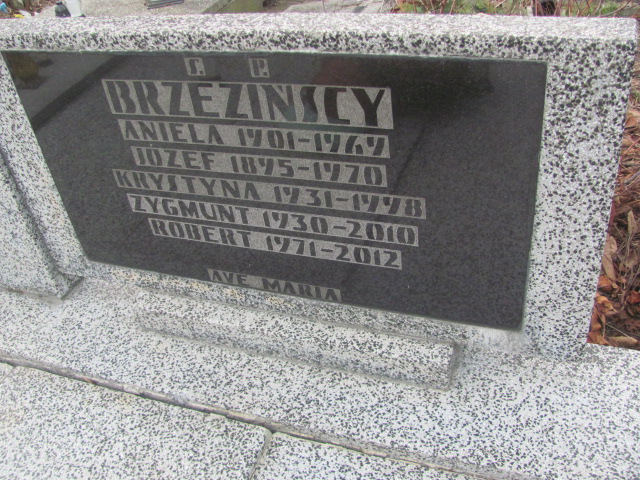 Ś. P.
BRZEZIŃSCY
ANIELA 1901-1969
JÓZEF 1895-1970
KRYSTYNA 1931-1998
ZYGMUNT 1930-2010
ROBERT 1971-2012
AVE MARIA